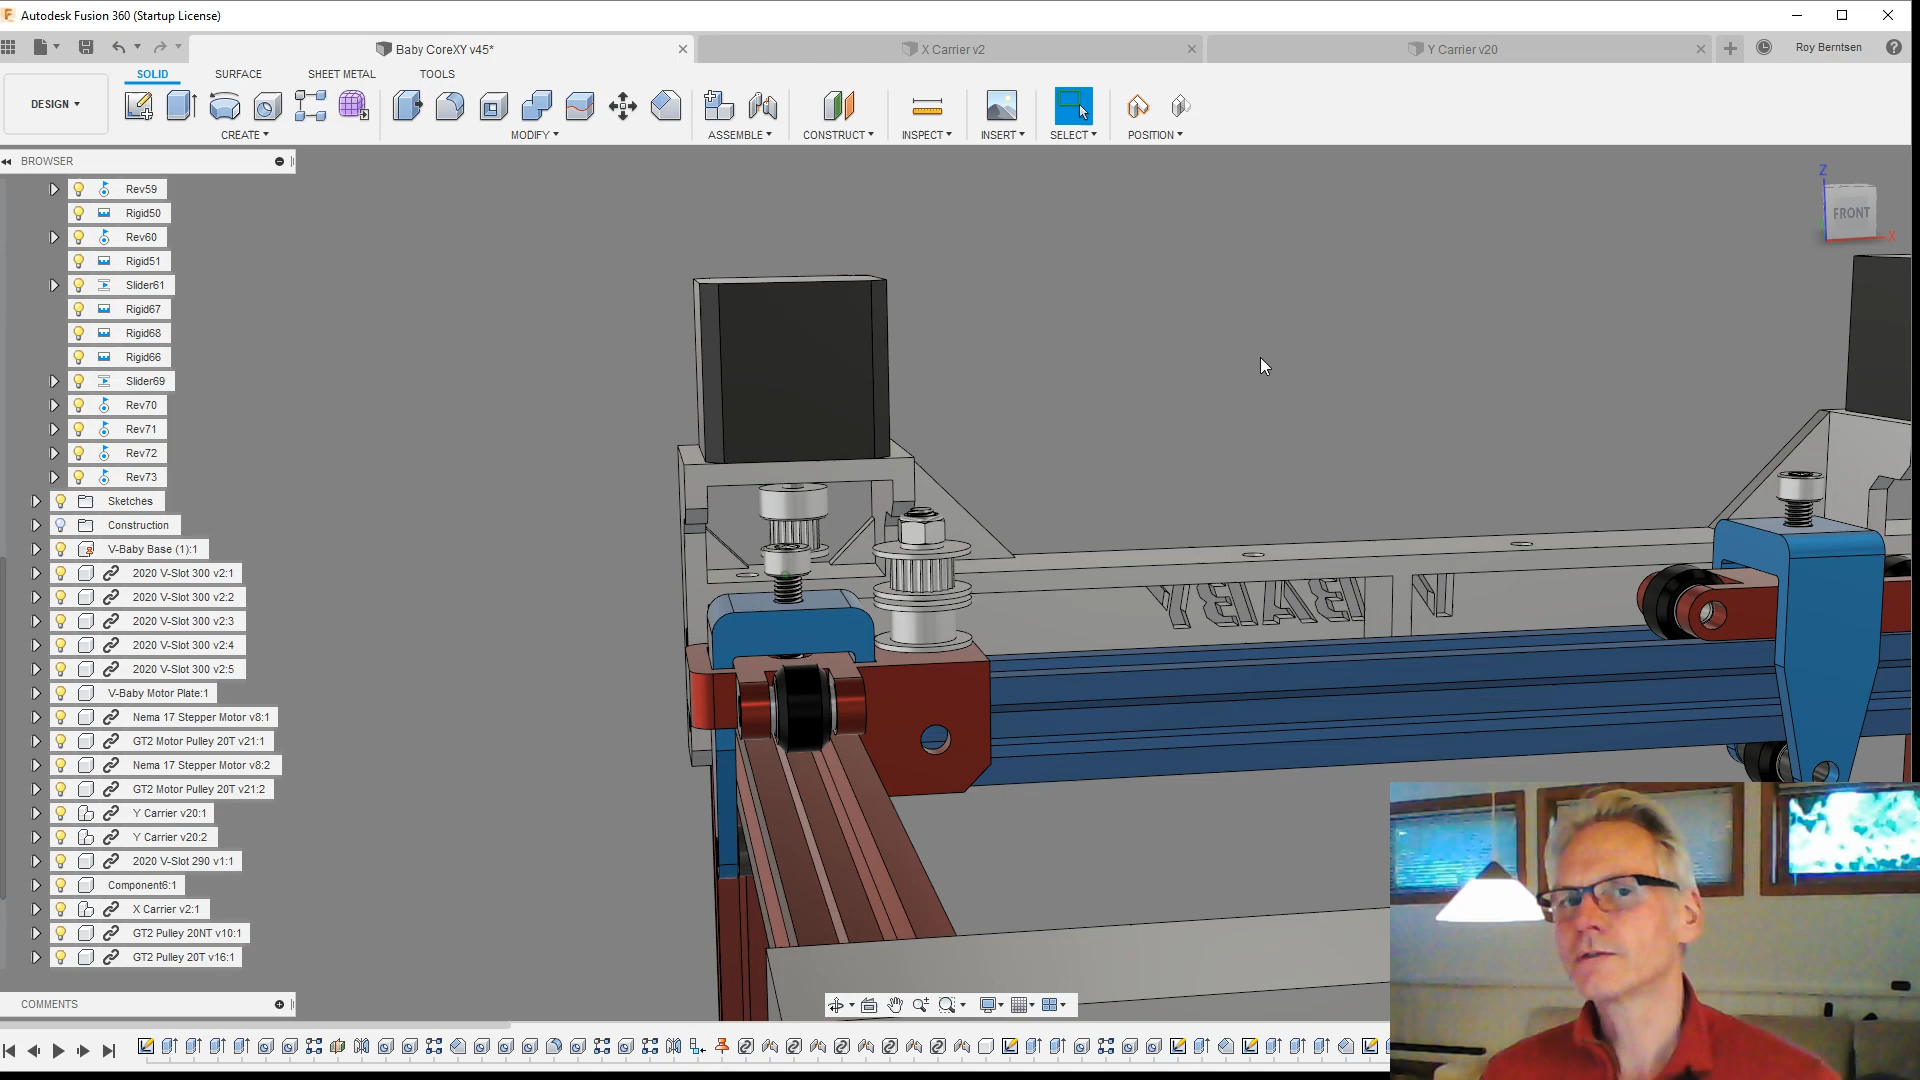 Autodesk Fusion 360 (Startup License)
Baby CoreXY v45*
X Carrier v2
Y Carrier v20
Roy Berntsen
DESIGN
SOLID
SURFACE
SHEET METAL
TOOLS
CREATE
MODIFY
ASSEMBLE
CONSTRUCT
INSPECT
INSERT
SELECT
POSITION
BROWSER
Rev59
Rigid50
Rev60
Rigid51
Slider61
Rigid67
Rigid68
Rigid66
Slider69
Rev70
Rev71
Rev72
Rev73
Sketches
Construction
V-Baby Base (1):1
2020 V-Slot 300 v2:1
2020 V-Slot 300 v2:2
2020 V-Slot 300 v2:3
2020 V-Slot 300 v2:4
2020 V-Slot 300 v2:5
V-Baby Motor Plate:1
Nema 17 Stepper Motor v8:1
GT2 Motor Pulley 20T v21:1
Nema 17 Stepper Motor v8:2
GT2 Motor Pulley 20T v21:2
Y Carrier v20:1
Y Carrier v20:2
2020 V-Slot 290 v1:1
Component6:1
X Carrier v2:1
GT2 Pulley 20NT v10:1
GT2 Pulley 20T v16:1
COMMENTS
Z
FRONT
X